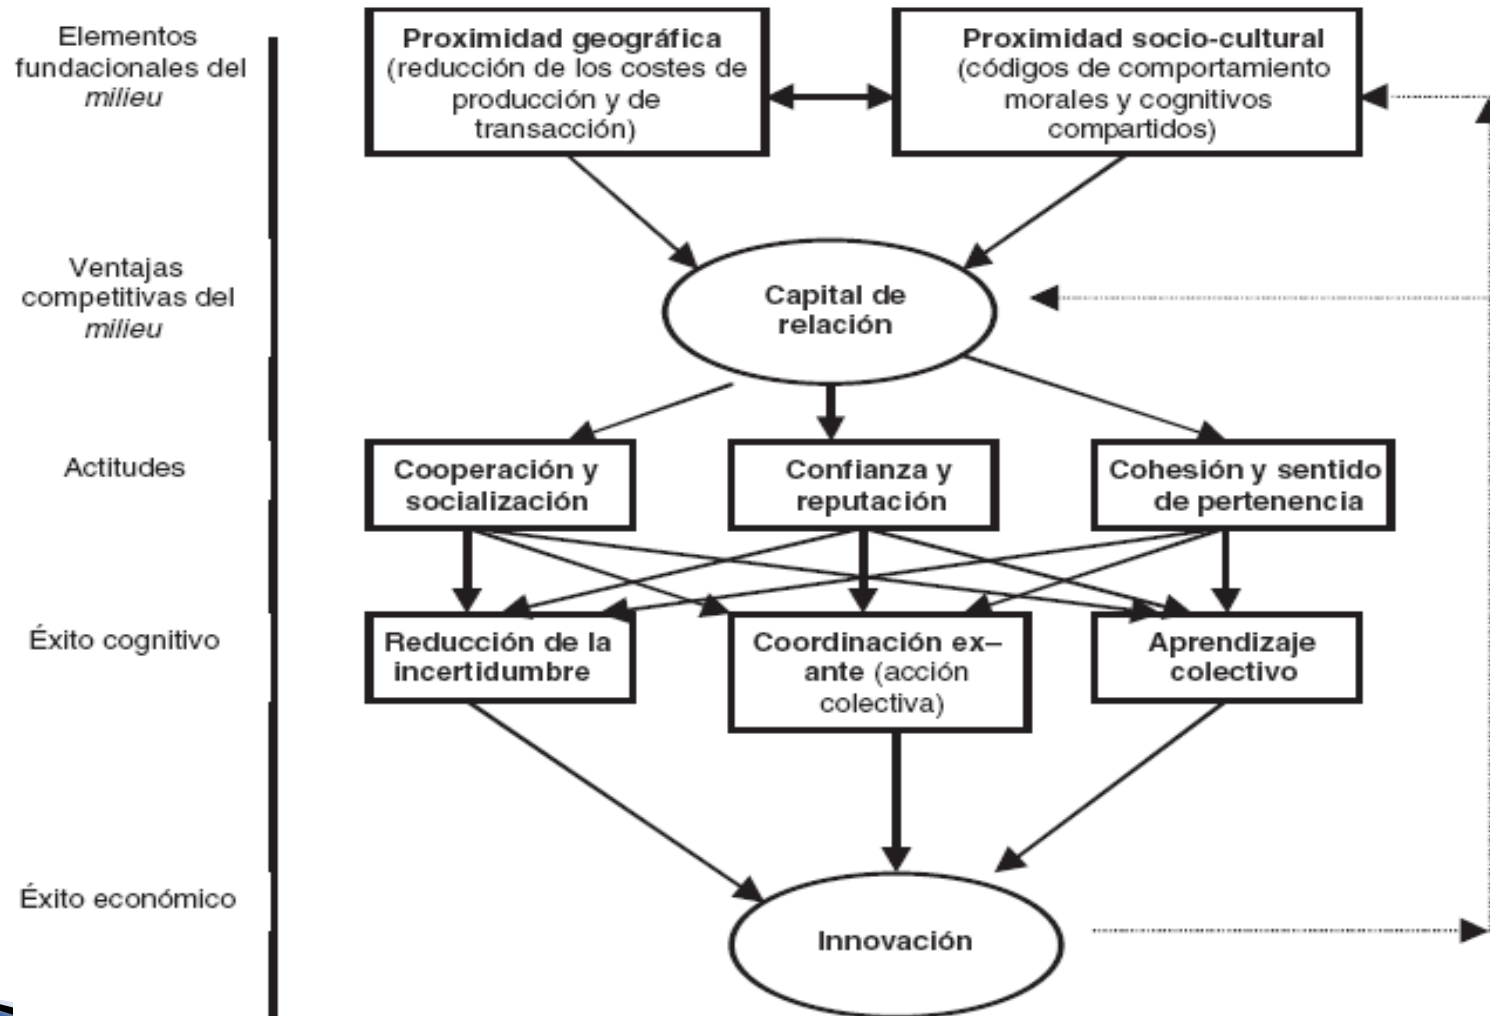 Elementos
fundacionales del
milieu
Proximidad geográfica
(reducción de los costes de
producción y de
transacción)
Proximidad socio-cultural
(códigos de comportamiento
morales y cognitivos
compartidos)
Ventajas
competitivas del
milieu
Capital de
relación
Actitudes
Cooperación y
socialización
Confianza y
reputación
Cohesión y sentido
de pertenencia
Éxito cognitivo
Reducción de la
incertidumbre
Coordinación ex–
ante (acción
colectiva)
Aprendizaje
colectivo
Éxito económico
Innovación